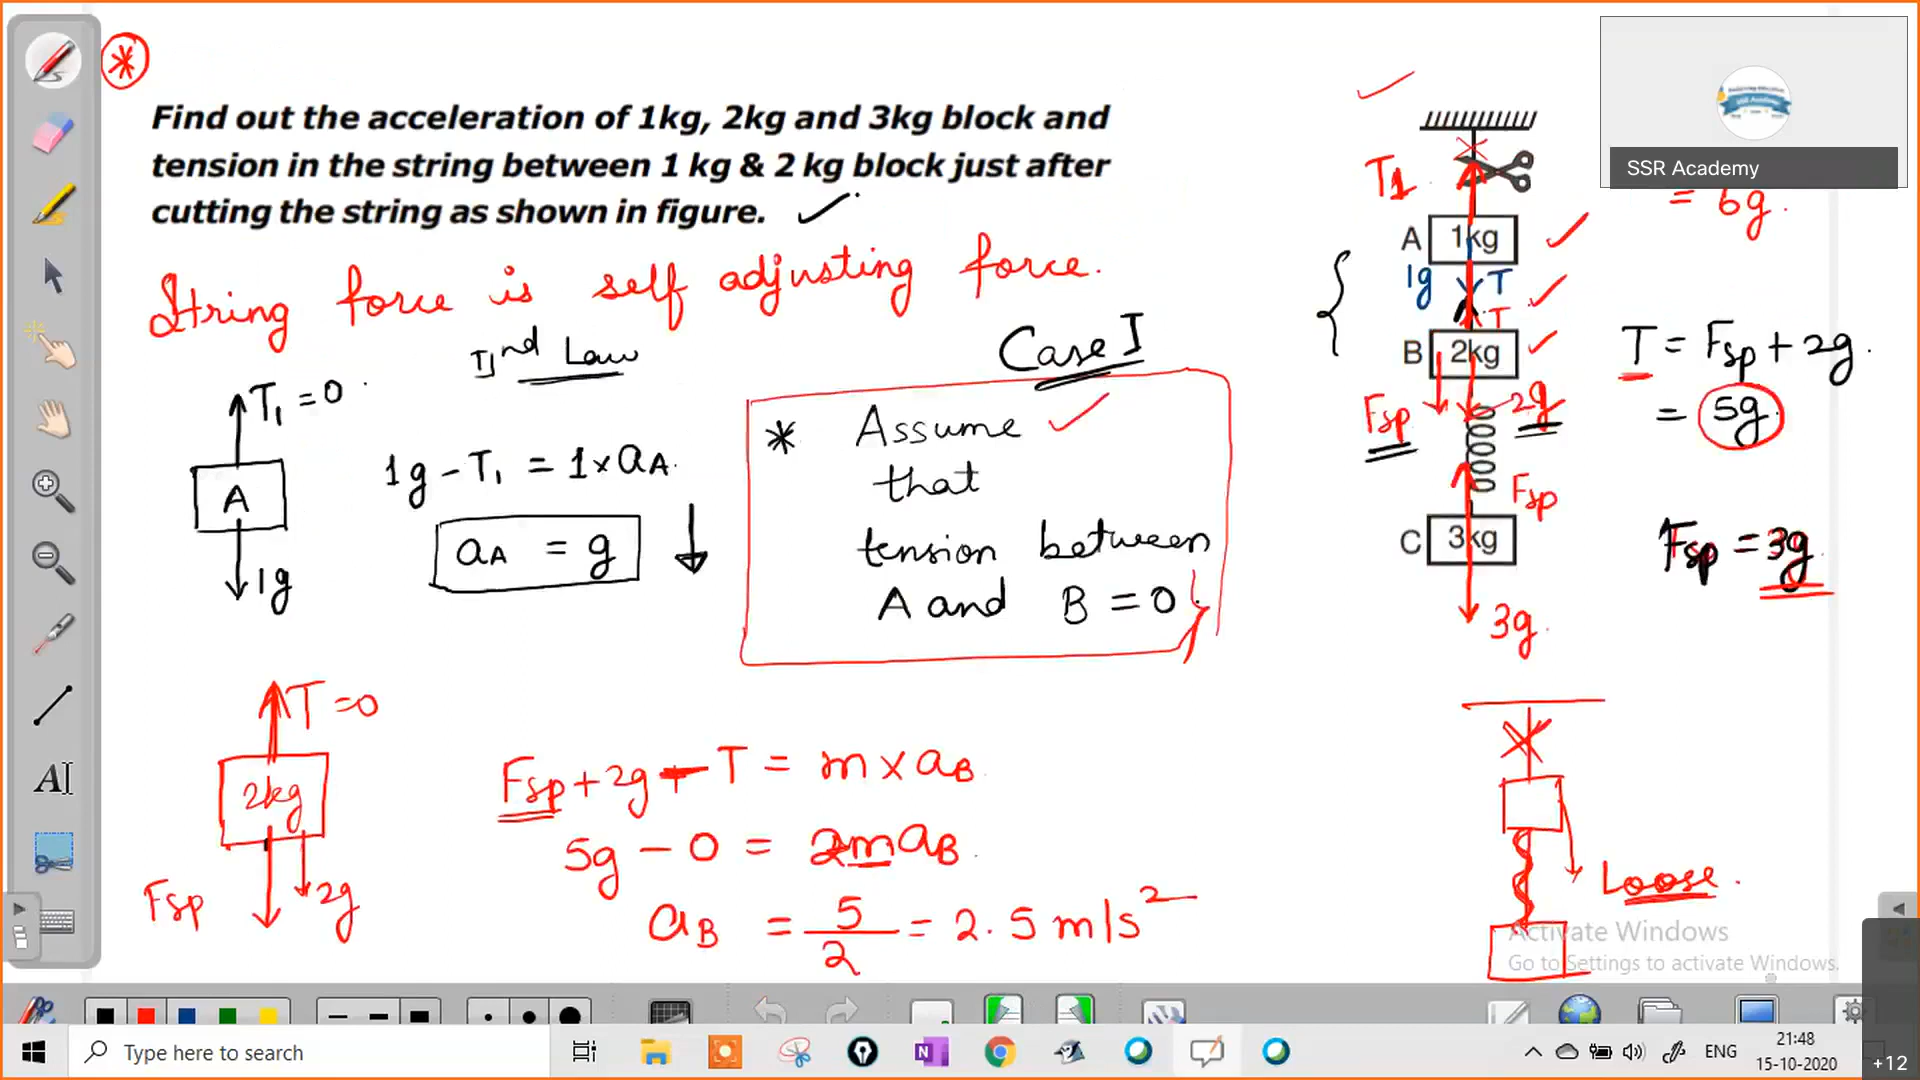 Find out the acceleration of 1kg, 2kg and 3kg block and
tension in the string between 1 kg & 2 kg block just after
cutting the string as shown in figure.
String force is self adjusting force.
IInd Law
T1 = 0
A
1g
1g - T1 = 1 × aA.
aA = g
Case I
* Assume
that
tension between
A and B = 0
T = 0
2kg
Fsp
2g
Fsp + 2g - T = m × aB
5g - 0 = 2m aB
aB = 5/2 = 2.5 m/s2
T1
A 1kg
1g T
T
B 2kg
Fsp
2g
Fsp
C 3kg
3g
SSR Academy
= 6g.
T = Fsp + 2g.
= 5g
Fsp = 3g
Loose.
Activate Windows
Go to Settings to activate Windows.
Type here to search
ENG
21:48
15-10-2020
+12